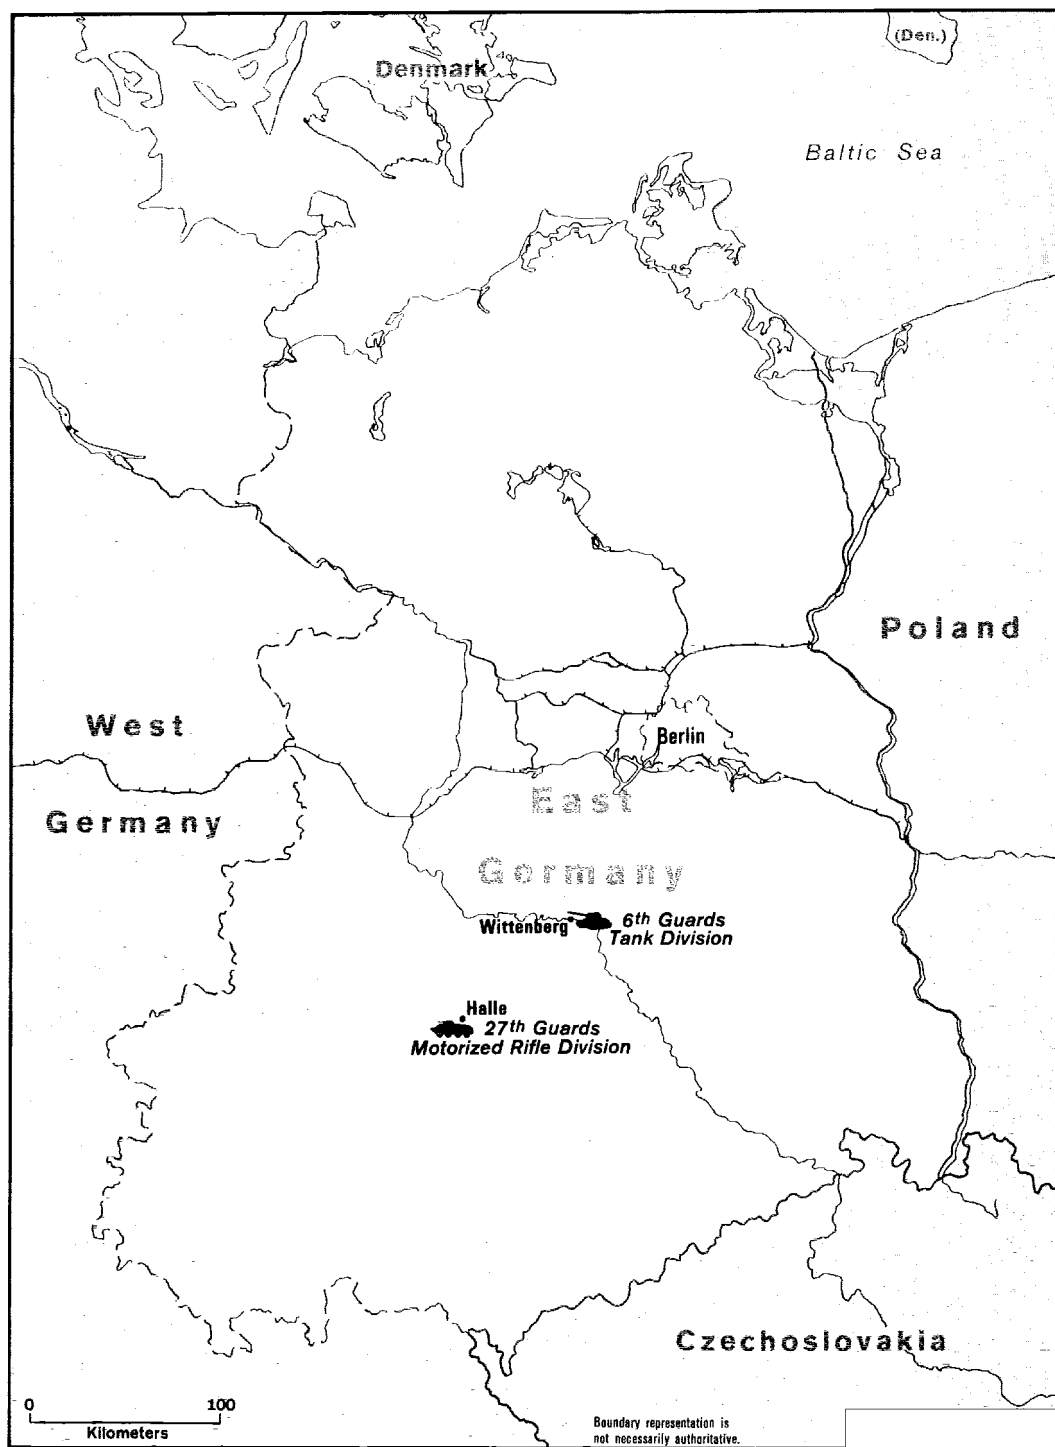 (Den.)
Denmark
Baltic Sea
Poland
West
Germany
Berlin
East
Germany
Wittenberg
6th Guards
Tank Division
Halle
27th Guards
Motorized Rifle Division
Czechoslovakia
0 100
Kilometers
Boundary representation is
not necessarily authoritative.